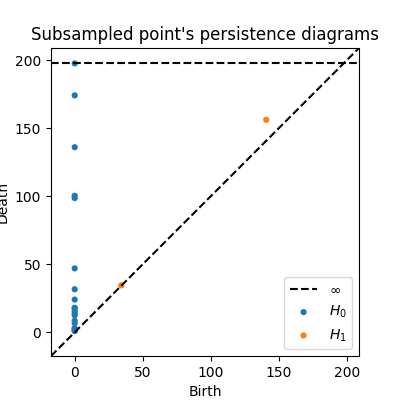 Subsampled point's persistence diagrams
200
150
100
50
0
Death
0 50 100 150 200
Birth
∞
H₀
H₁